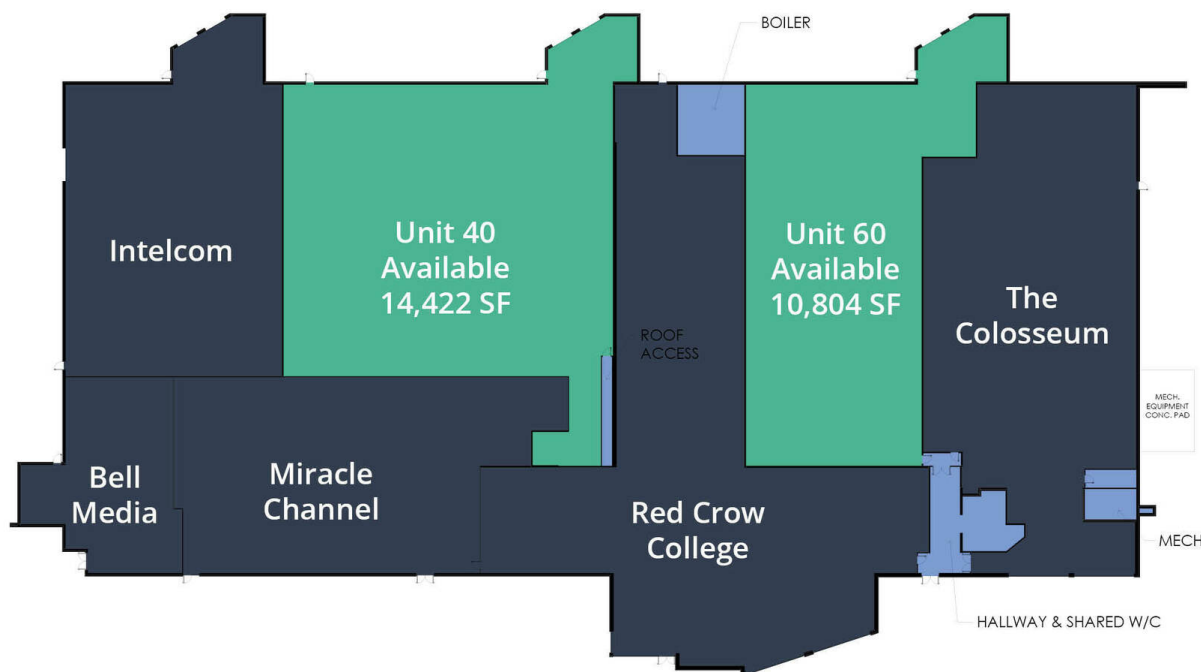 BOILER
Intelcom
Unit 40
Available
14,422 SF
Unit 60
Available
10,804 SF
The
Colosseum
ROOF
ACCESS
MECH.
EQUIPMENT
CONC. PAD
Bell
Media
Miracle
Channel
Red Crow
College
MECH
HALLWAY & SHARED W/C